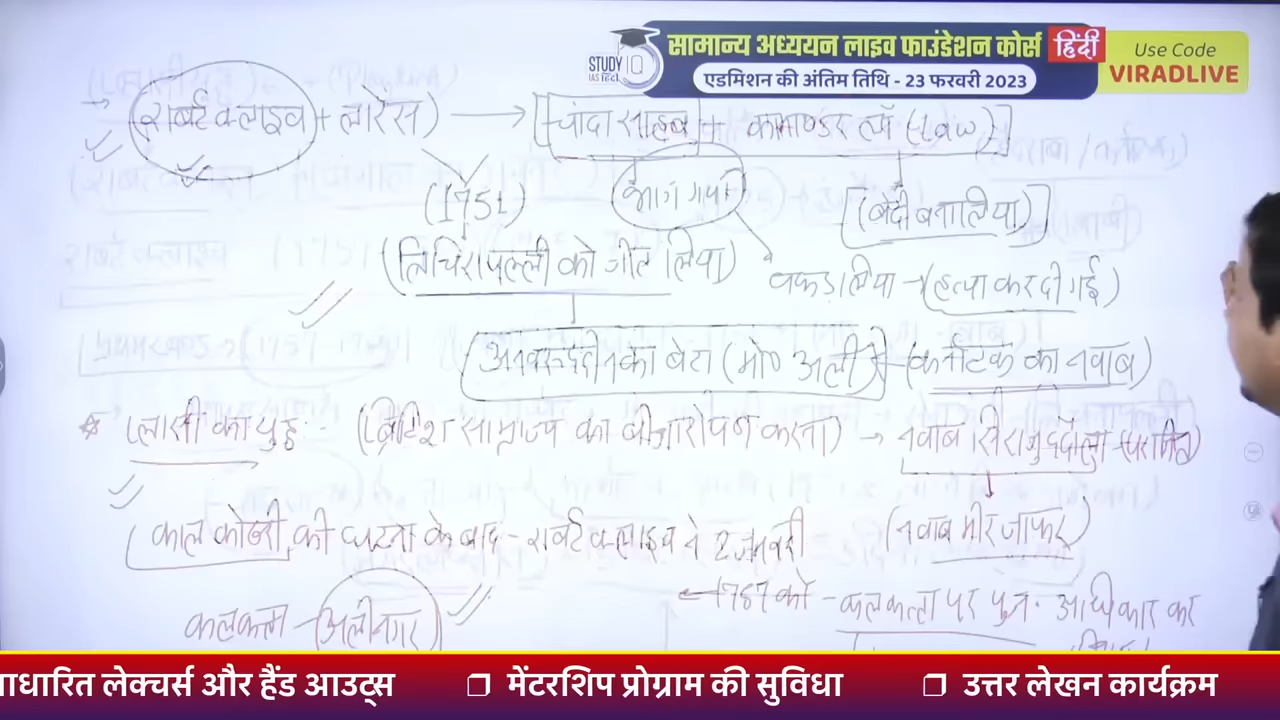 STUDY IQ
IAS हिंदी
सामान्य अध्ययन लाइव फाउंडेशन कोर्स हिंदी
एडमिशन की अंतिम तिथि - 23 फरवरी 2023
Use Code
VIRADLIVE
→ (राबर्ट क्लाइव + लारेंस) → [चांदा साहब + कमाण्डर लॉ (Law)]
(1751) भाग गया [(बंदी बनालिया)]
(त्रिचिरापल्ली को जीत लिया) पकड़ा लिया → (हत्या कर दी गई)
अनवरुद्दीन का बेटा (मो० अली) - (कर्नाटक का नवाब)
* प्लासी का युद्ध :- (ब्रिटिश साम्राज्य का बीजारोपण करना) → नवाब सिराजुद्दौला (पराजित)
काल कोठरी की घटना के बाद - राबर्ट क्लाइव ने 2 जनवरी (नवाब मीर जाफर)
1757 को - कलकत्ता पर पुनः अधिकार कर
कलकत्ता - अलीनगर
आधारित लेक्चर्स और हैंड आउट्स ❒ मेंटरशिप प्रोग्राम की सुविधा ❒ उत्तर लेखन कार्यक्रम